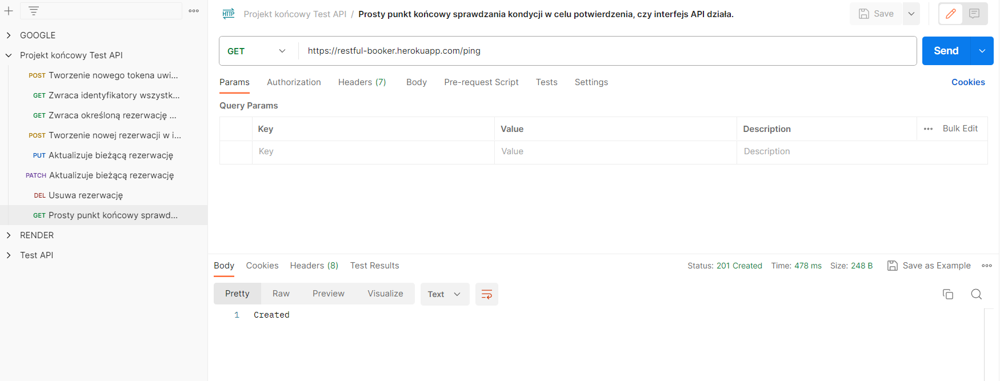 GOOGLE
Projekt końcowy Test API
POST Tworzenie nowego tokena uwi...
GET Zwraca identyfikatory wszystk...
GET Zwraca określoną rezerwację ...
POST Tworzenie nowej rezerwacji w i...
PUT Aktualizuje bieżącą rezerwację
PATCH Aktualizuje bieżącą rezerwację
DEL Usuwa rezerwację
GET Prosty punkt końcowy sprawd...
RENDER
Test API
HTTP Projekt końcowy Test API / Prosty punkt końcowy sprawdzania kondycji w celu potwierdzenia, czy interfejs API działa.
Save
GET https://restful-booker.herokuapp.com/ping
Send
Params Authorization Headers (7) Body Pre-request Script Tests Settings Cookies
Query Params
Key Value Description Bulk Edit
Key Value Description
Body Cookies Headers (8) Test Results Status: 201 Created Time: 478 ms Size: 248 B Save as Example
Pretty Raw Preview Visualize Text
1 Created